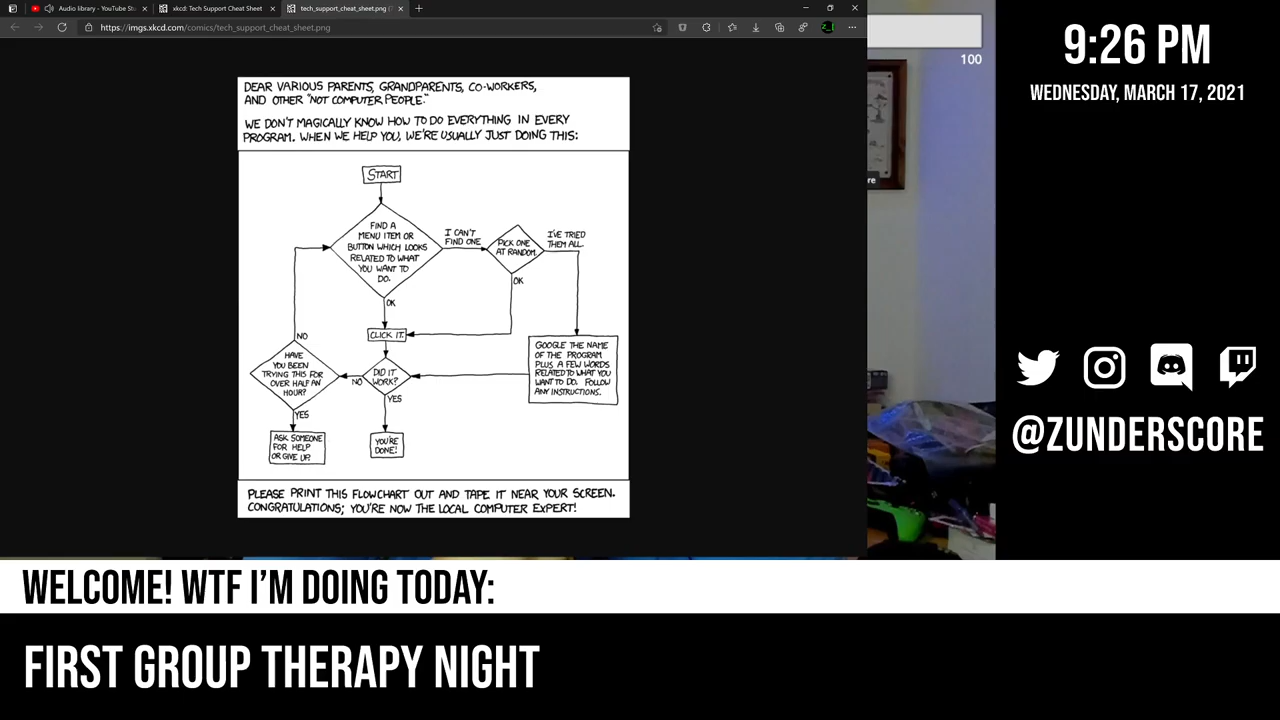 Audio library - YouTube Stu
xkcd: Tech Support Cheat Sheet
tech_support_cheat_sheet.png (7
https://imgs.xkcd.com/comics/tech_support_cheat_sheet.png
100
9:26 PM
WEDNESDAY, MARCH 17, 2021
DEAR VARIOUS PARENTS, GRANDPARENTS, CO-WORKERS,
AND OTHER "NOT COMPUTER PEOPLE."
WE DON'T MAGICALLY KNOW HOW TO DO EVERYTHING IN EVERY
PROGRAM. WHEN WE HELP YOU, WE'RE USUALLY JUST DOING THIS:
START
FIND A
MENU ITEM OR
BUTTON WHICH LOOKS
RELATED TO WHAT
YOU WANT TO
DO.
I CAN'T
FIND ONE
PICK ONE
AT RANDOM.
I'VE TRIED
THEM ALL.
OK
OK
CLICK IT.
GOOGLE THE NAME
OF THE PROGRAM
PLUS A FEW WORDS
RELATED TO WHAT YOU
WANT TO DO. FOLLOW
ANY INSTRUCTIONS.
DID IT
WORK?
NO
YES
YOU'RE
DONE!
HAVE
YOU BEEN
TRYING THIS FOR
OVER HALF AN
HOUR?
NO
YES
ASK SOMEONE
FOR HELP
OR GIVE UP.
PLEASE PRINT THIS FLOWCHART OUT AND TAPE IT NEAR YOUR SCREEN.
CONGRATULATIONS; YOU'RE NOW THE LOCAL COMPUTER EXPERT!
@ZUNDERSCORE
WELCOME! WTF I'M DOING TODAY:
FIRST GROUP THERAPY NIGHT